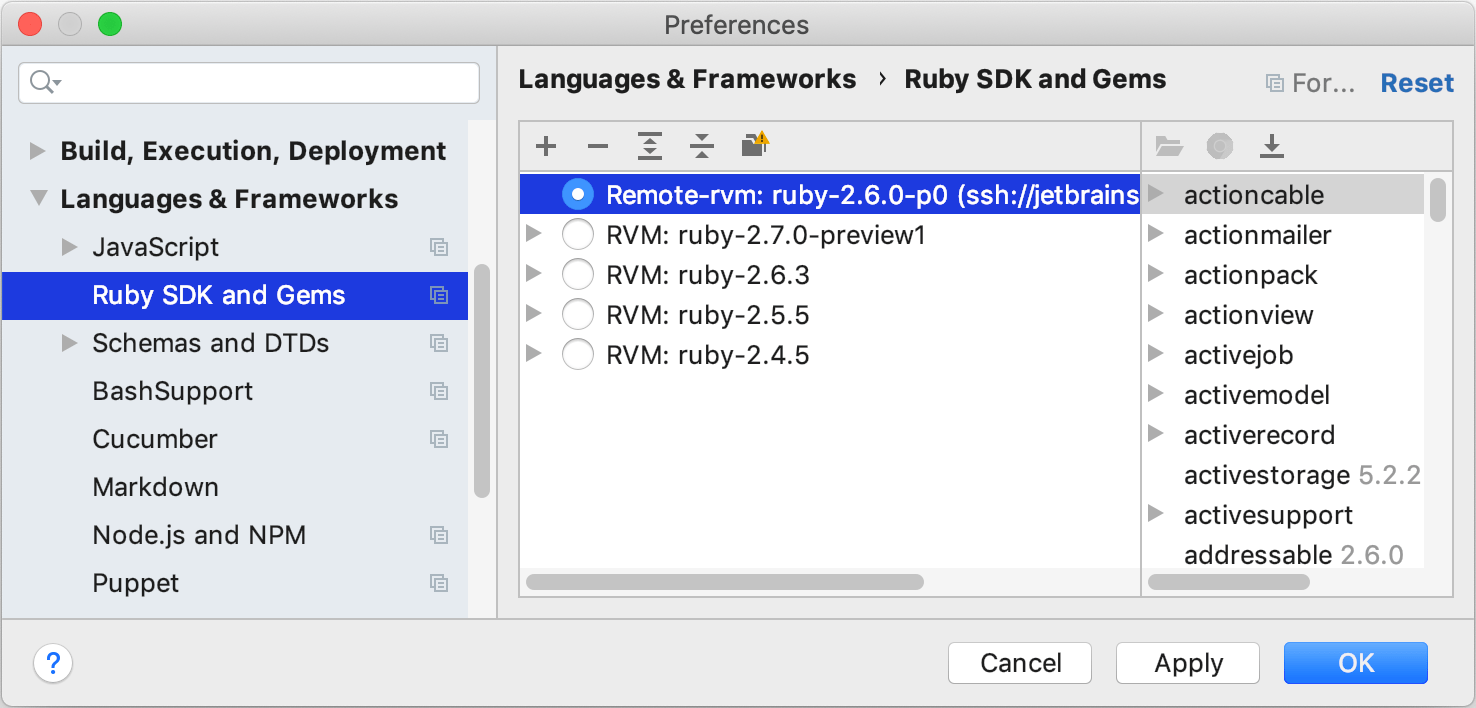 Preferences
Languages & Frameworks › Ruby SDK and Gems
For...
Reset
Build, Execution, Deployment
Languages & Frameworks
JavaScript
Ruby SDK and Gems
Schemas and DTDs
BashSupport
Cucumber
Markdown
Node.js and NPM
Puppet
Remote-rvm: ruby-2.6.0-p0 (ssh://jetbrains
RVM: ruby-2.7.0-preview1
RVM: ruby-2.6.3
RVM: ruby-2.5.5
RVM: ruby-2.4.5
actioncable
actionmailer
actionpack
actionview
activejob
activemodel
activerecord
activestorage 5.2.2
activesupport
addressable 2.6.0
?
Cancel
Apply
OK